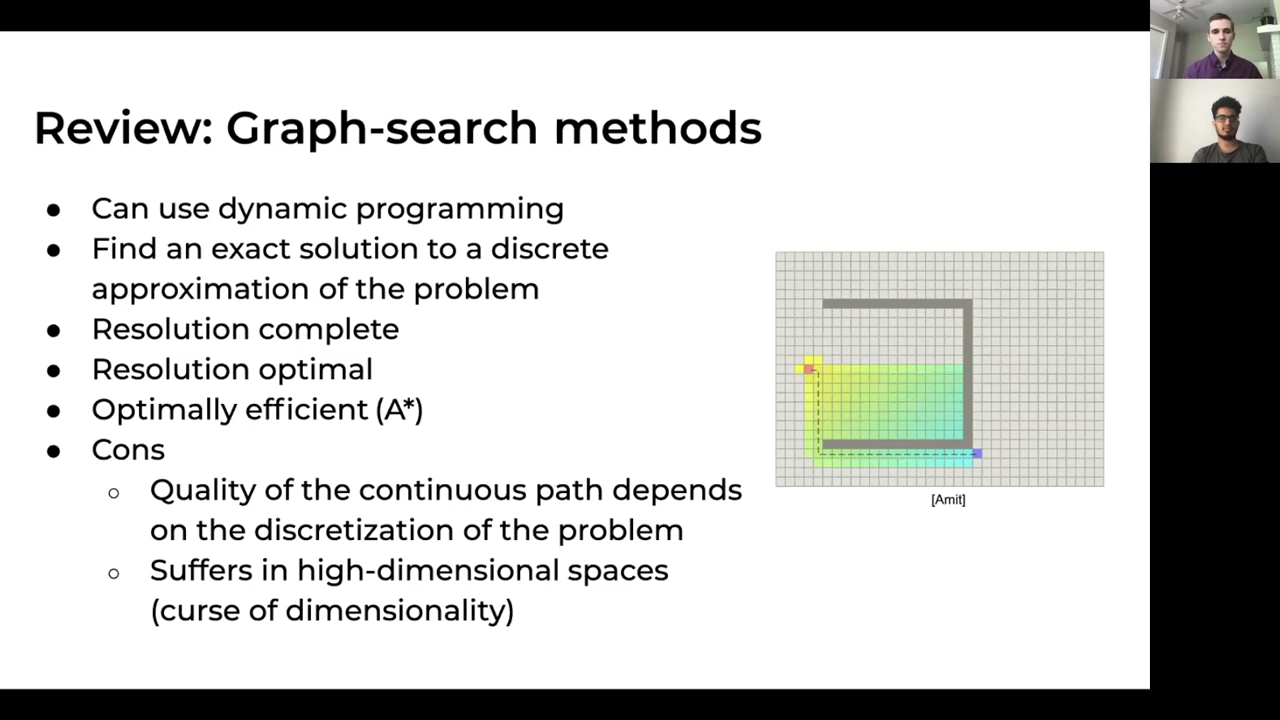 Review: Graph-search methods
● Can use dynamic programming
● Find an exact solution to a discrete
approximation of the problem
● Resolution complete
● Resolution optimal
● Optimally efficient (A*)
● Cons
○ Quality of the continuous path depends
on the discretization of the problem
○ Suffers in high-dimensional spaces
(curse of dimensionality)
[Amit]